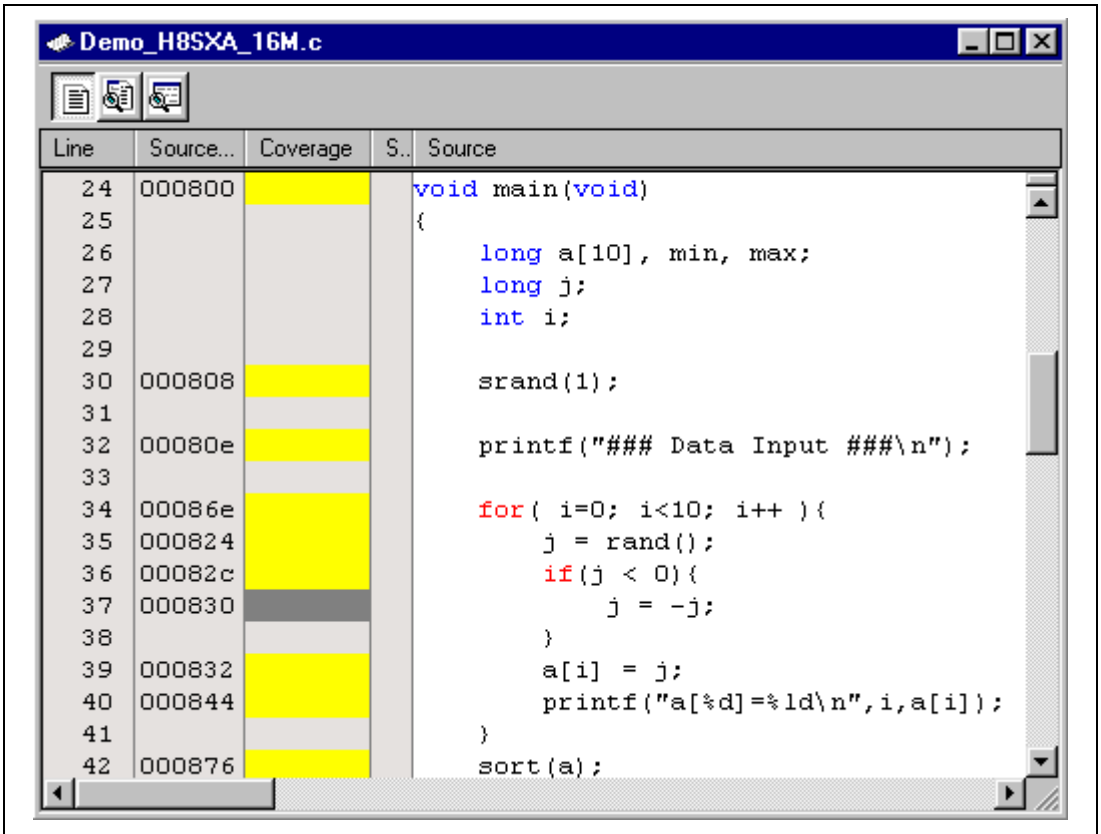 Demo_H8SXA_16M.c
Line Source... Coverage S.. Source
24 000800 void main(void)
25 {
26 long a[10], min, max;
27 long j;
28 int i;
29
30 000808 srand(1);
31
32 00080e printf("### Data Input ###\n");
33
34 00086e for( i=0; i<10; i++ ){
35 000824 j = rand();
36 00082c if(j < 0){
37 000830 j = -j;
38 }
39 000832 a[i] = j;
40 000844 printf("a[%d]=%ld\n",i,a[i]);
41 }
42 000876 sort(a);